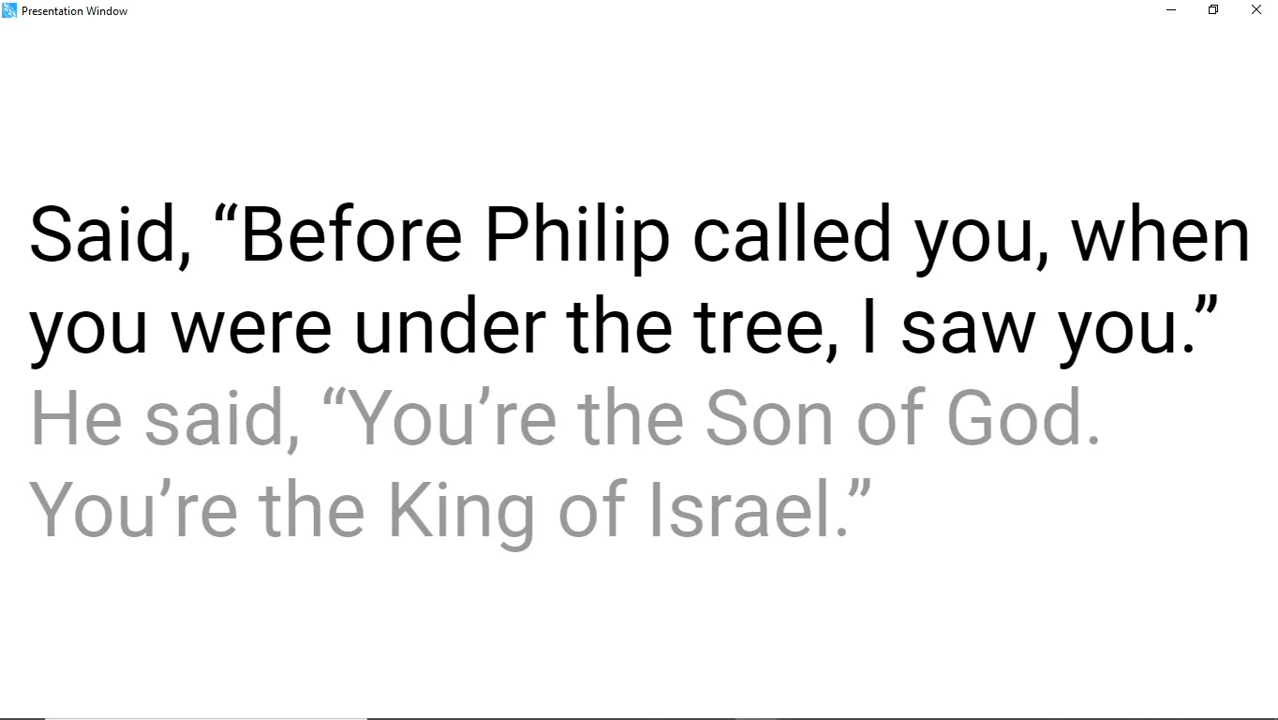 Presentation Window
Said, “Before Philip called you, when
you were under the tree, I saw you.”
He said, “You’re the Son of God.
You’re the King of Israel.”